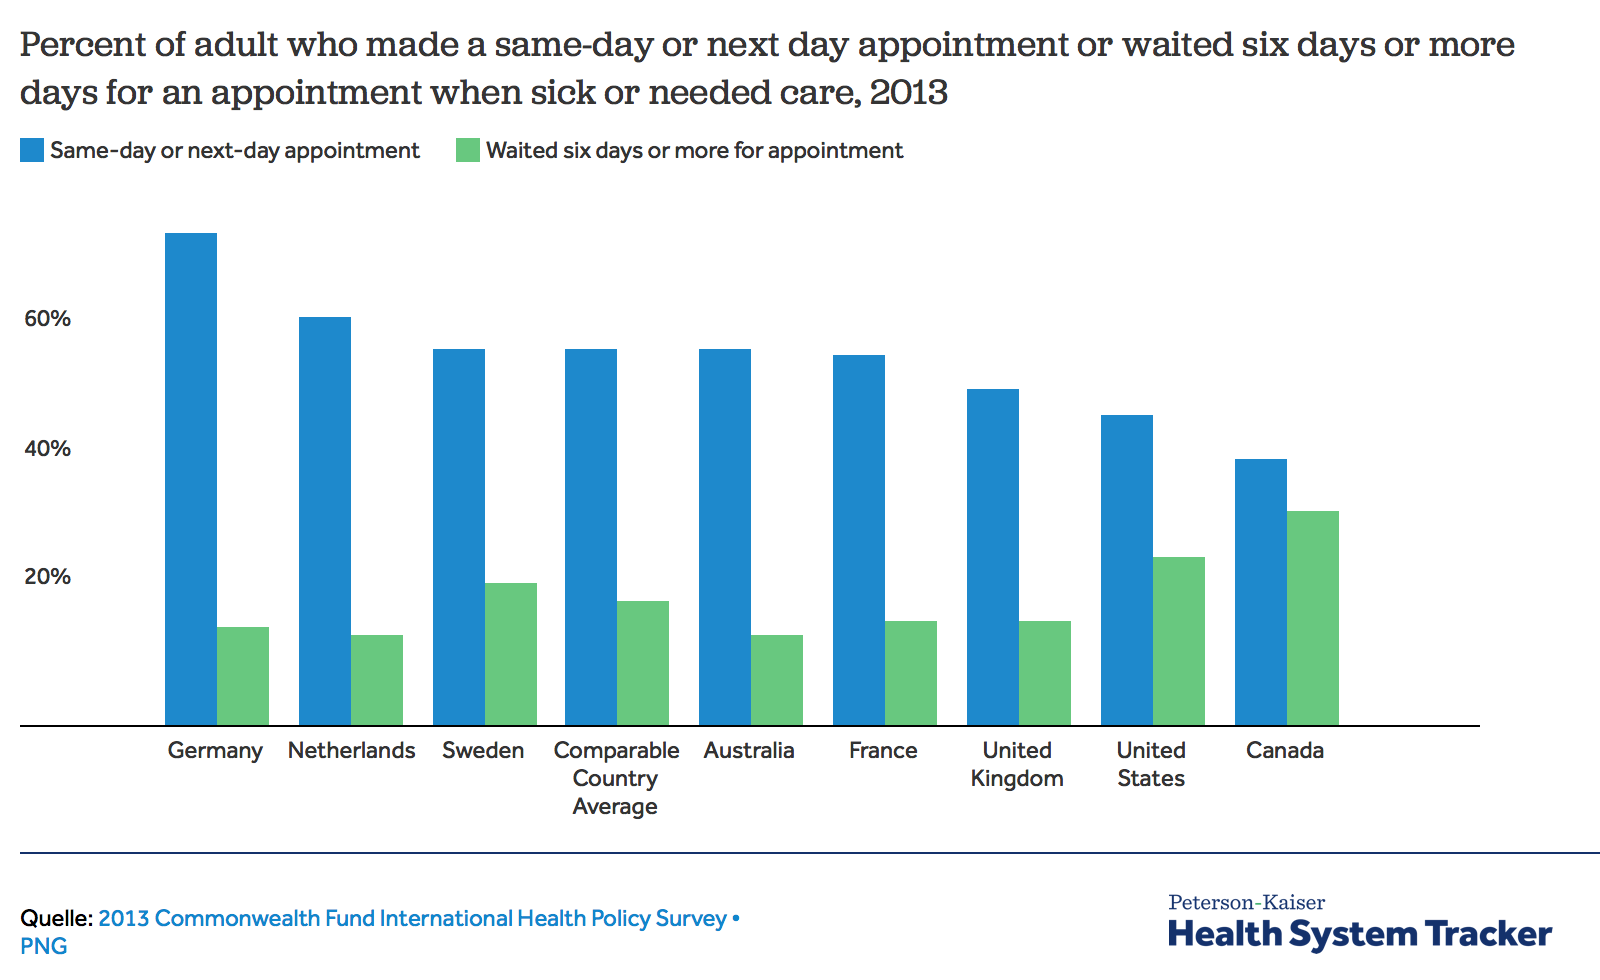 Percent of adult who made a same-day or next day appointment or waited six days or more
days for an appointment when sick or needed care, 2013
Same-day or next-day appointment
Waited six days or more for appointment
60%
40%
20%
Germany
Netherlands
Sweden
Comparable
Country
Average
Australia
France
United
Kingdom
United
States
Canada
Quelle: 2013 Commonwealth Fund International Health Policy Survey •
PNG
Peterson-Kaiser
Health System Tracker